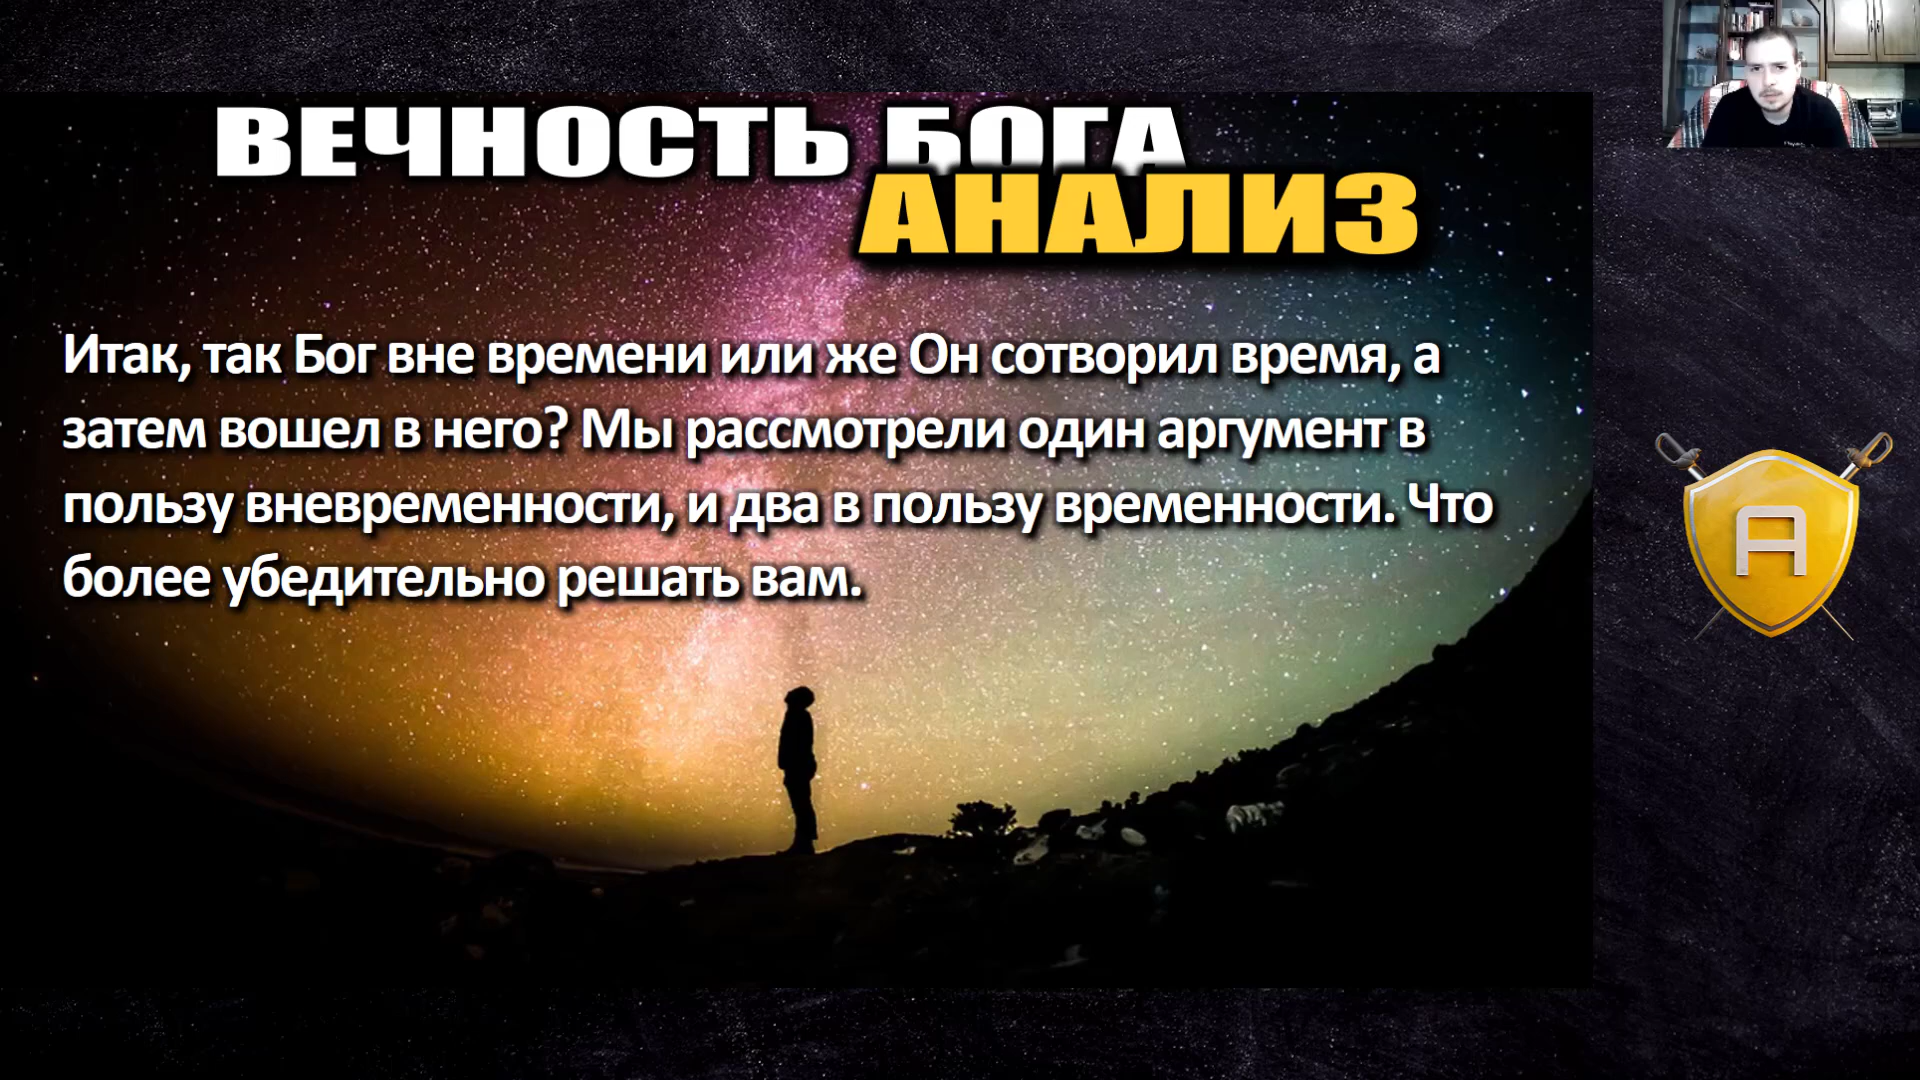 ВЕЧНОСТЬ БОГА
АНАЛИЗ
Итак, так Бог вне времени или же Он сотворил время, а
затем вошел в него? Мы рассмотрели один аргумент в
пользу вневременности, и два в пользу временности. Что
более убедительно решать вам.
A